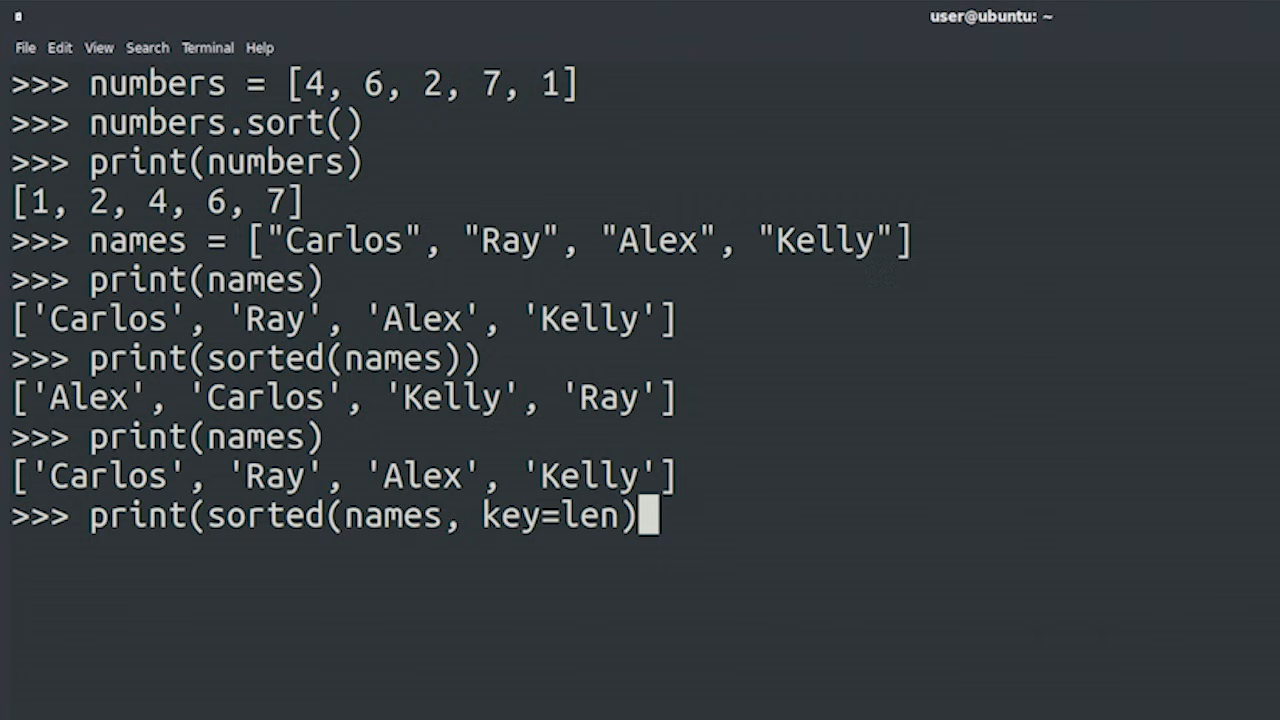 user@ubuntu: ~
File Edit View Search Terminal Help
>>> numbers = [4, 6, 2, 7, 1]
>>> numbers.sort()
>>> print(numbers)
[1, 2, 4, 6, 7]
>>> names = ["Carlos", "Ray", "Alex", "Kelly"]
>>> print(names)
['Carlos', 'Ray', 'Alex', 'Kelly']
>>> print(sorted(names))
['Alex', 'Carlos', 'Kelly', 'Ray']
>>> print(names)
['Carlos', 'Ray', 'Alex', 'Kelly']
>>> print(sorted(names, key=len)